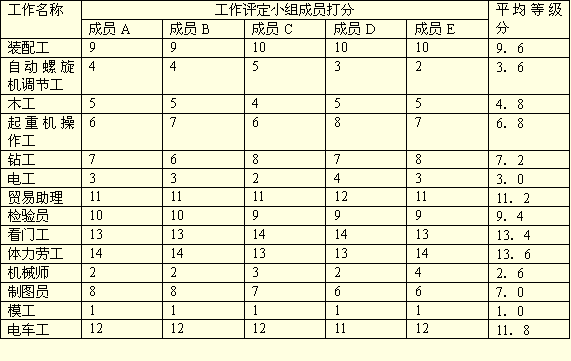 工作名称 工作评定小组成员打分 平均等级
分
成员 A 成员 B 成员 C 成员 D 成员 E
装配工 9 9 10 10 10 9. 6
自动螺旋
机调节工 4 4 5 3 2 3. 6
木工 5 5 4 5 5 4. 8
起重机操
作工 6 7 6 8 7 6. 8
钻工 7 6 8 7 8 7. 2
电工 3 3 2 4 3 3. 0
贸易助理 11 11 11 12 11 11. 2
检验员 10 10 9 9 9 9. 4
看门工 13 13 14 14 13 13. 4
体力劳工 14 14 13 13 14 13. 6
机械师 2 2 3 2 4 2. 6
制图员 8 8 7 6 6 7. 0
模工 1 1 1 1 1 1. 0
电车工 12 12 12 11 12 11. 8